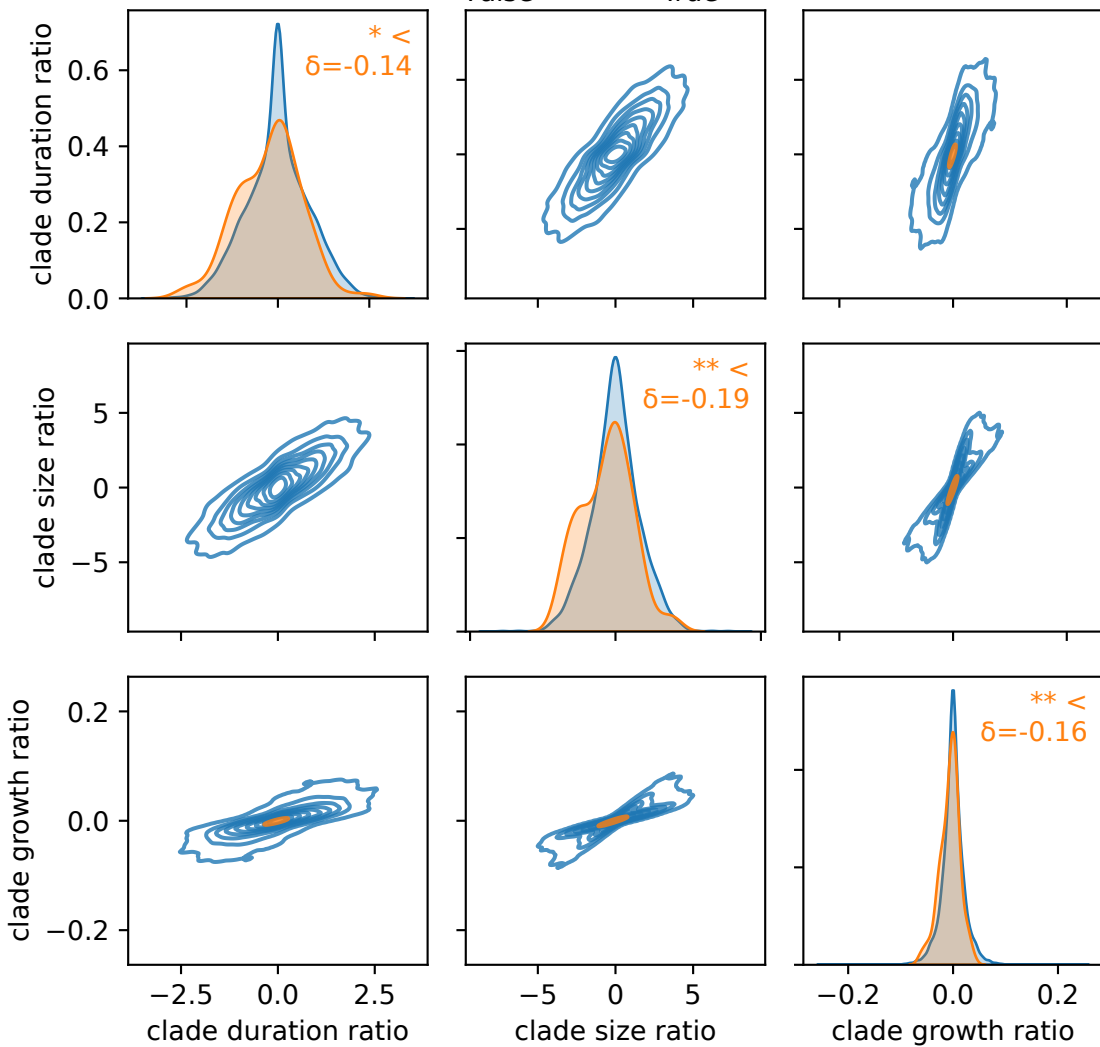 clade duration ratio
0.6
0.4
0.2
0.0
* <
δ=-0.14
clade size ratio
5
0
−5
** <
δ=-0.19
clade growth ratio
0.2
0.0
−0.2
** <
δ=-0.16
−2.5 0.0 2.5
−5 0 5
−0.2 0.0 0.2
clade duration ratio
clade size ratio
clade growth ratio